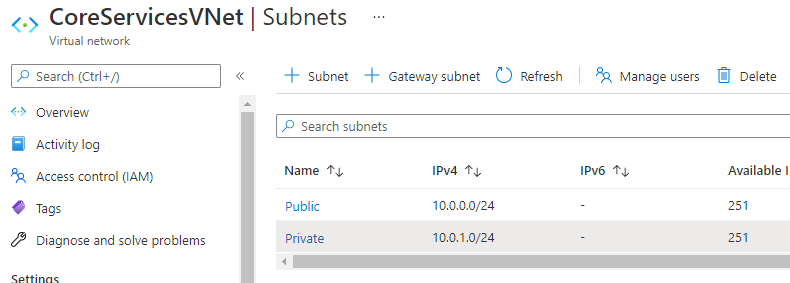 CoreServicesVNet | Subnets ...
Virtual network
Search (Ctrl+/) «
+ Subnet + Gateway subnet Refresh Manage users Delete
Overview
Activity log
Access control (IAM)
Tags
Diagnose and solve problems
Settings
Search subnets
Name ↑↓ IPv4 ↑↓ IPv6 ↑↓ Available I
Public 10.0.0.0/24 - 251
Private 10.0.1.0/24 - 251